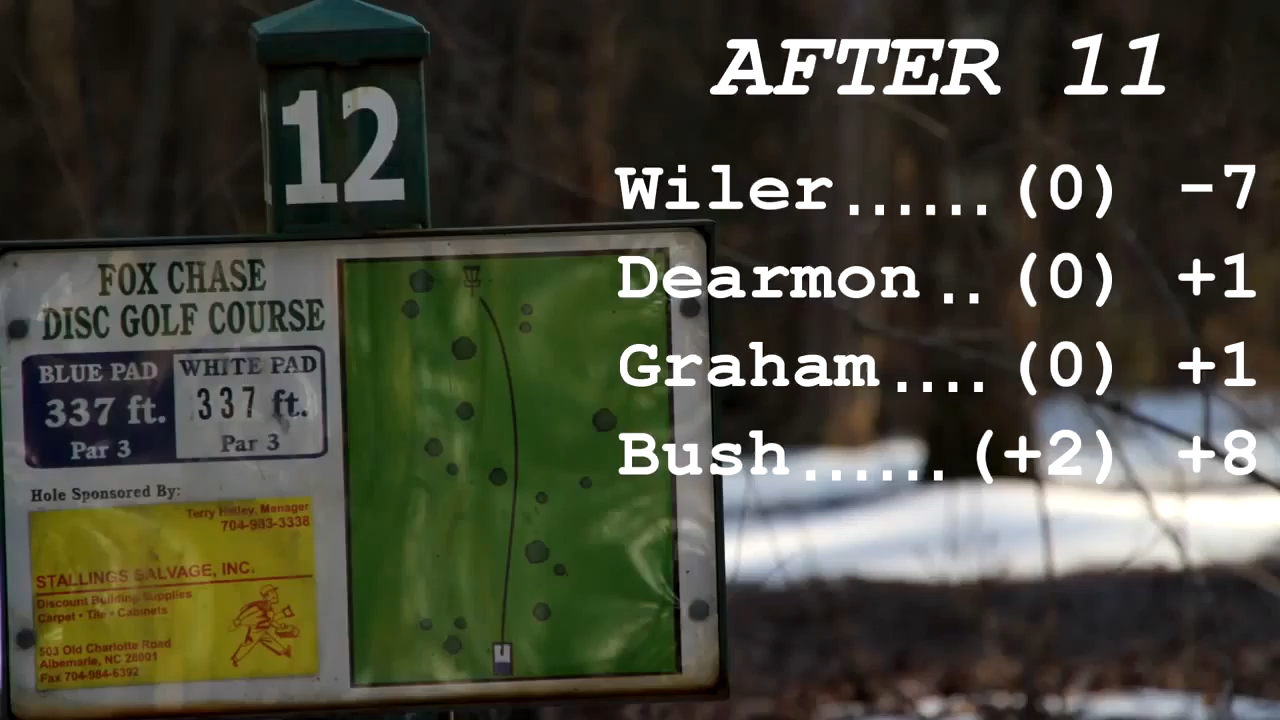 12
AFTER 11
Wiler......(0) -7
Dearmon..(0) +1
Graham....(0) +1
Bush......(+2) +8
FOX CHASE
DISC GOLF COURSE
BLUE PAD
337 ft.
Par 3
WHITE PAD
337 ft.
Par 3
Hole Sponsored By:
Terry Hatley, Manager
704-983-3338
STALLINGS SALVAGE, INC.
Discount Building Supplies
Carpet • Tile • Cabinets
503 Old Charlotte Road
Albemarle, NC 28001
Fax 704-984-6392